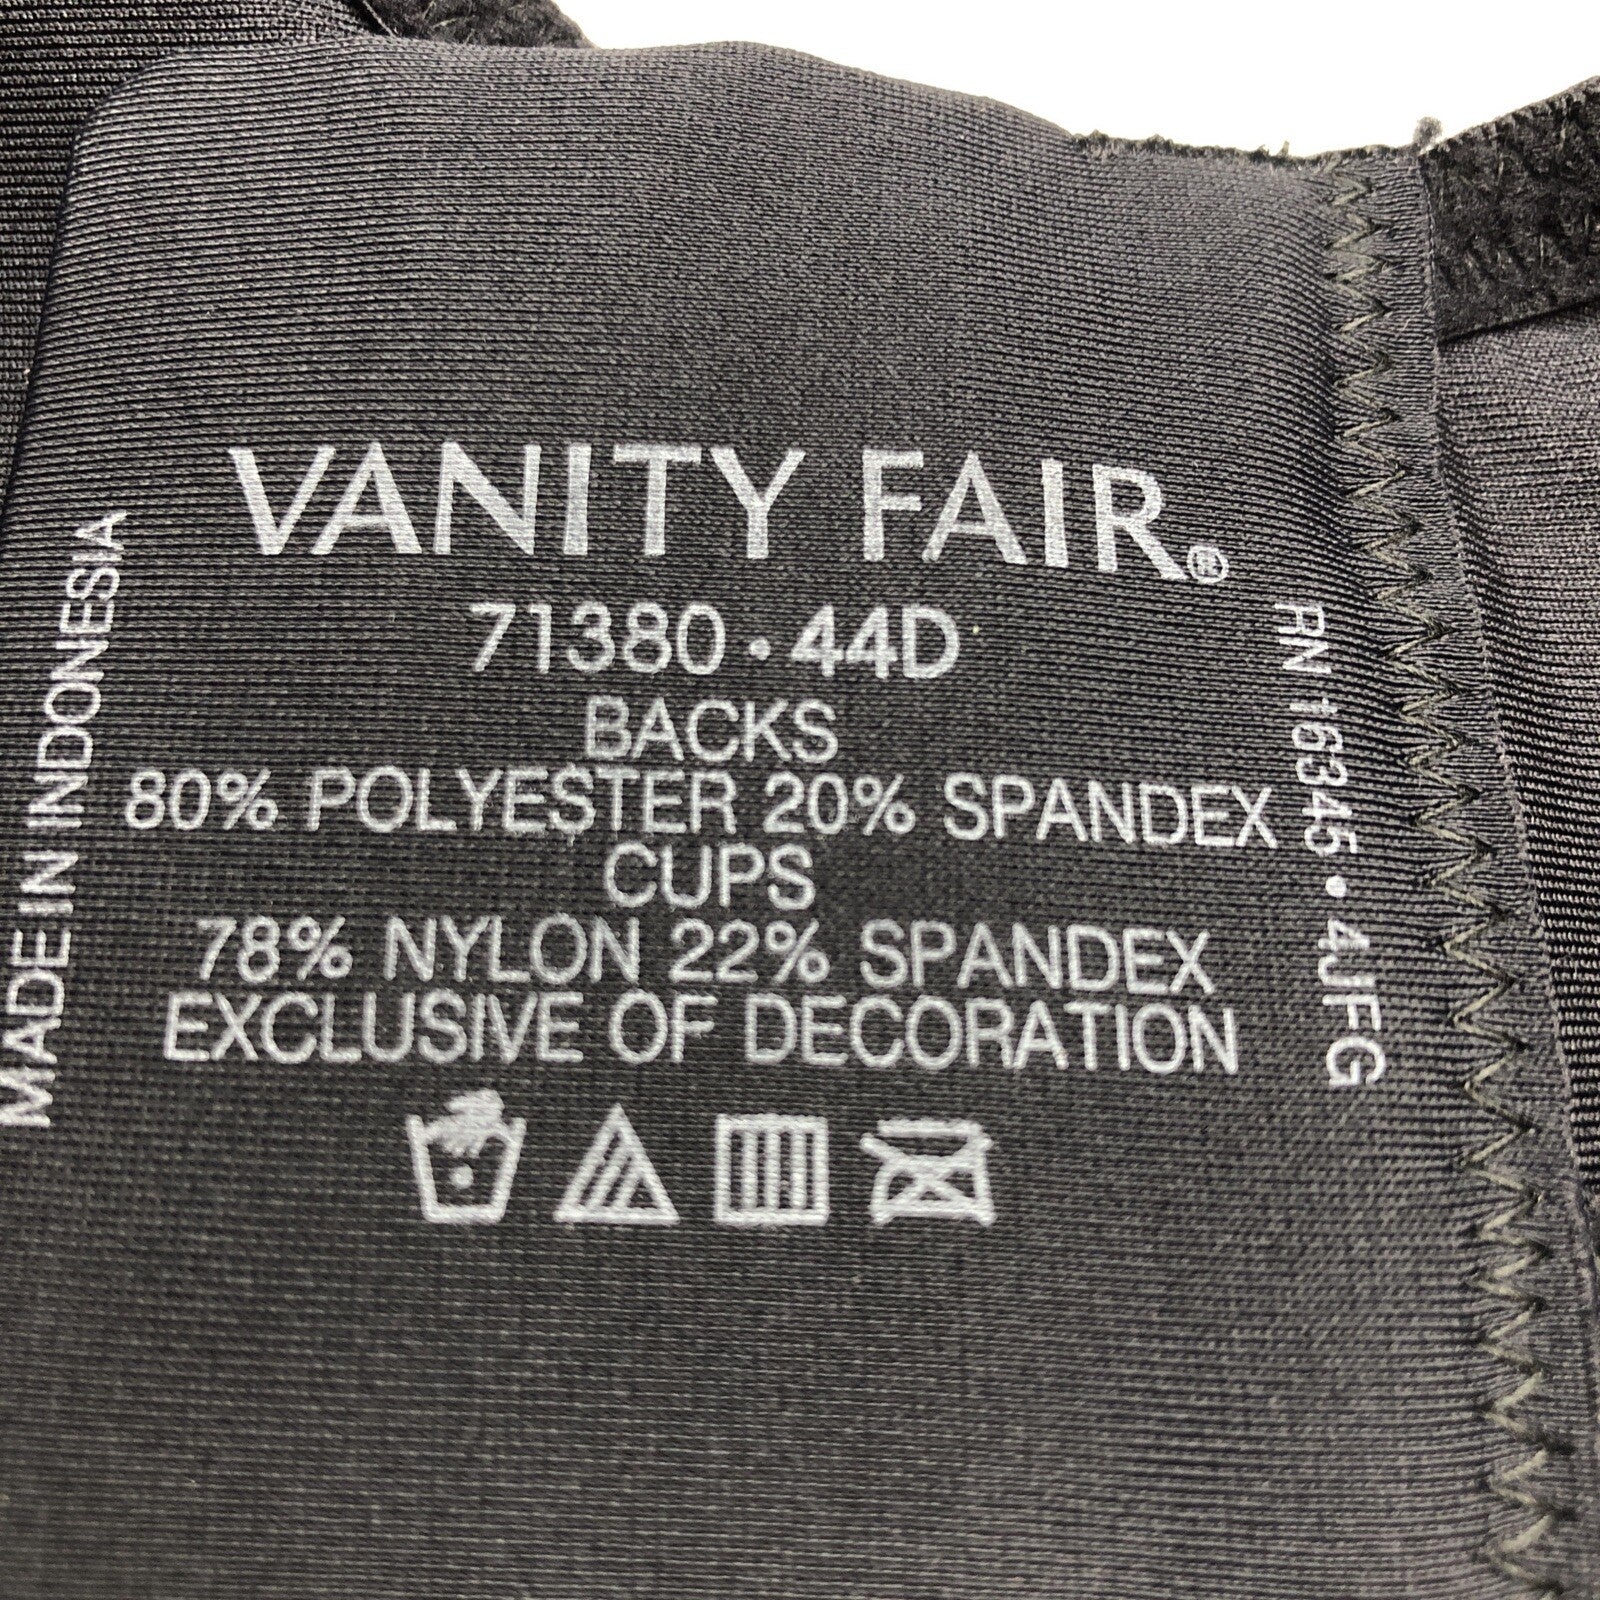 VANITY FAIR®
71380 • 44D
BACKS
80% POLYESTER 20% SPANDEX
CUPS
78% NYLON 22% SPANDEX
EXCLUSIVE OF DECORATION
MADE IN INDONESIA
RN 16345 • 4JFG